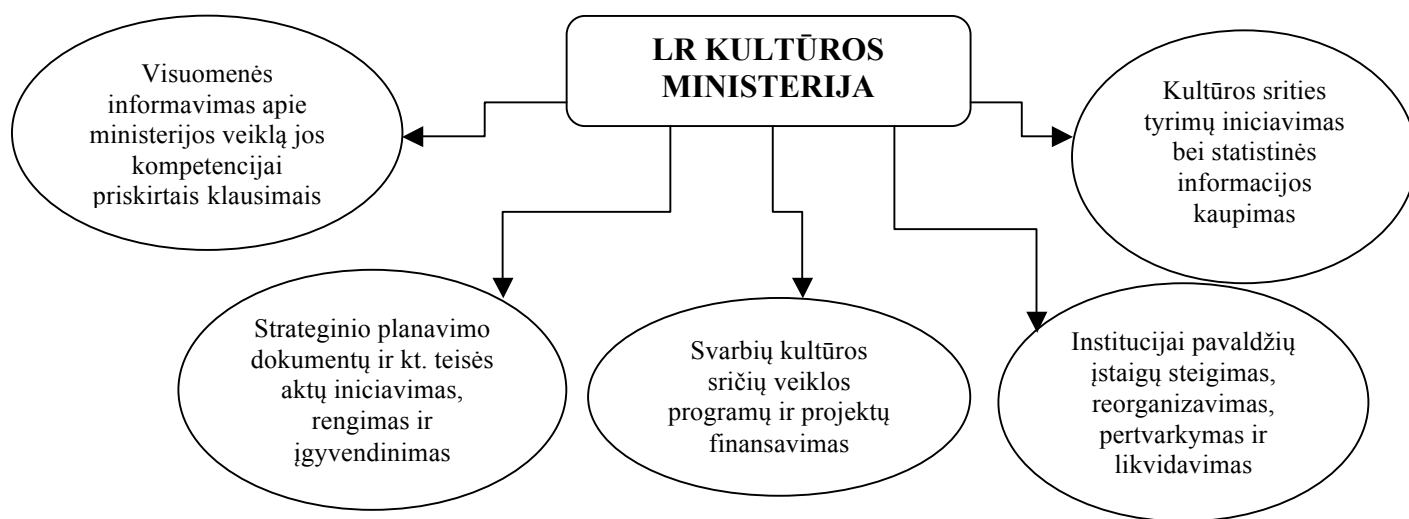 LR KULTŪROS
MINISTERIJA
Visuomenės
informavimas apie
ministerijos veiklą jos
kompetencijai
priskirtais klausimais
Kultūros srities
tyrimų iniciavimas
bei statistinės
informacijos
kaupimas
Strateginio planavimo
dokumentų ir kt. teisės
aktų iniciavimas,
rengimas ir
įgyvendinimas
Svarbių kultūros
sričių veiklos
programų ir projektų
finansavimas
Institucijai pavaldžių
įstaigų steigimas,
reorganizavimas,
pertvarkymas ir
likvidavimas